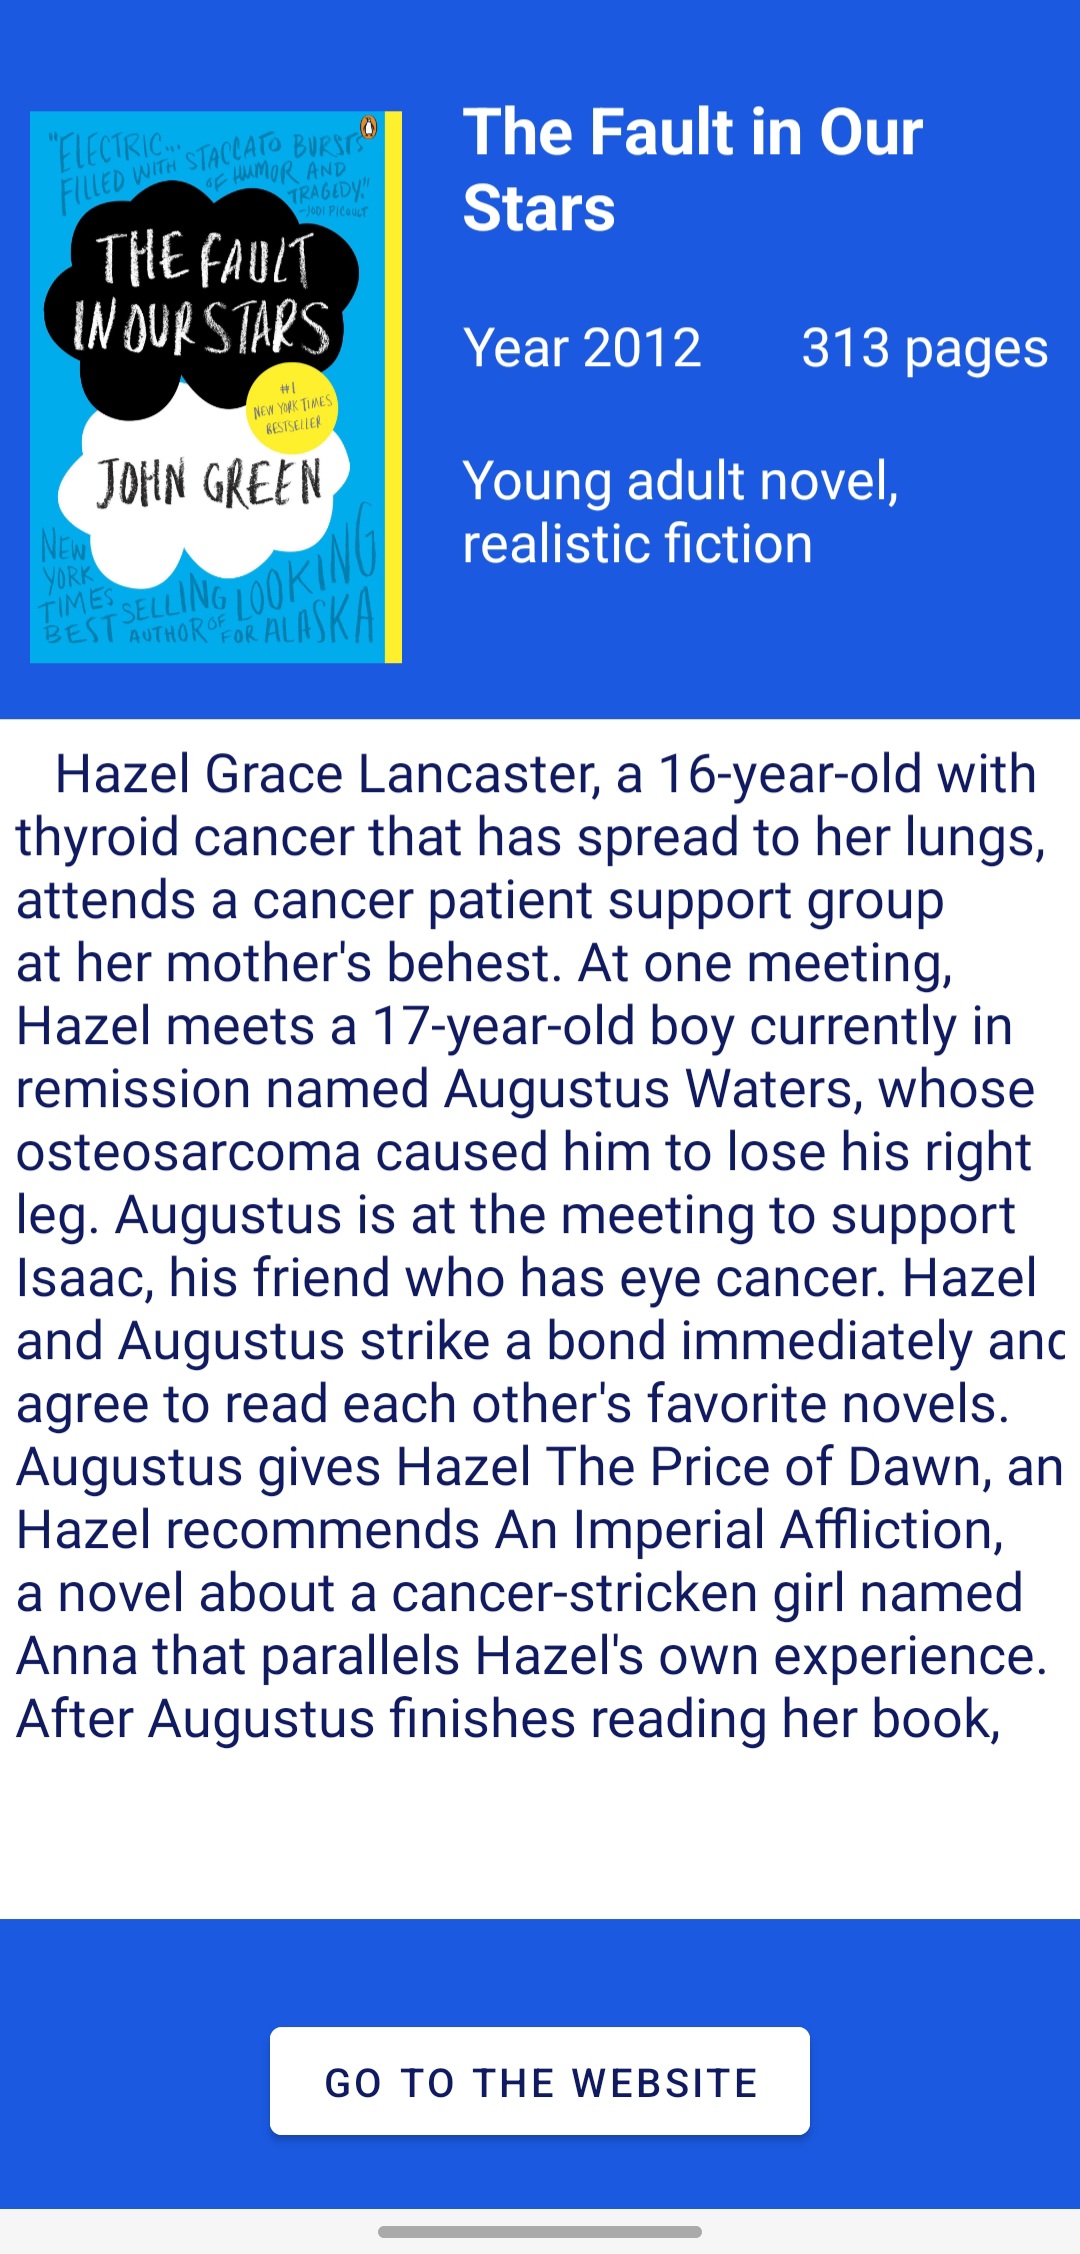 "ELECTRIC...
STACCATO BURSTS
FILLED WITH
OF HUMOR AND
TRAGEDY."
-JODI PICOULT
THE FAULT
IN OUR STARS
#1
NEW YORK TIMES
BESTSELLER
JOHN GREEN
NEW
YORK
TIMES
BEST SELLING
AUTHOR OF
LOOKING
FOR ALASKA
The Fault in Our
Stars
Year 2012 313 pages
Young adult novel,
realistic fiction
Hazel Grace Lancaster, a 16-year-old with
thyroid cancer that has spread to her lungs,
attends a cancer patient support group
at her mother's behest. At one meeting,
Hazel meets a 17-year-old boy currently in
remission named Augustus Waters, whose
osteosarcoma caused him to lose his right
leg. Augustus is at the meeting to support
Isaac, his friend who has eye cancer. Hazel
and Augustus strike a bond immediately and
agree to read each other's favorite novels.
Augustus gives Hazel The Price of Dawn, an
Hazel recommends An Imperial Affliction,
a novel about a cancer-stricken girl named
Anna that parallels Hazel's own experience.
After Augustus finishes reading her book,
GO TO THE WEBSITE